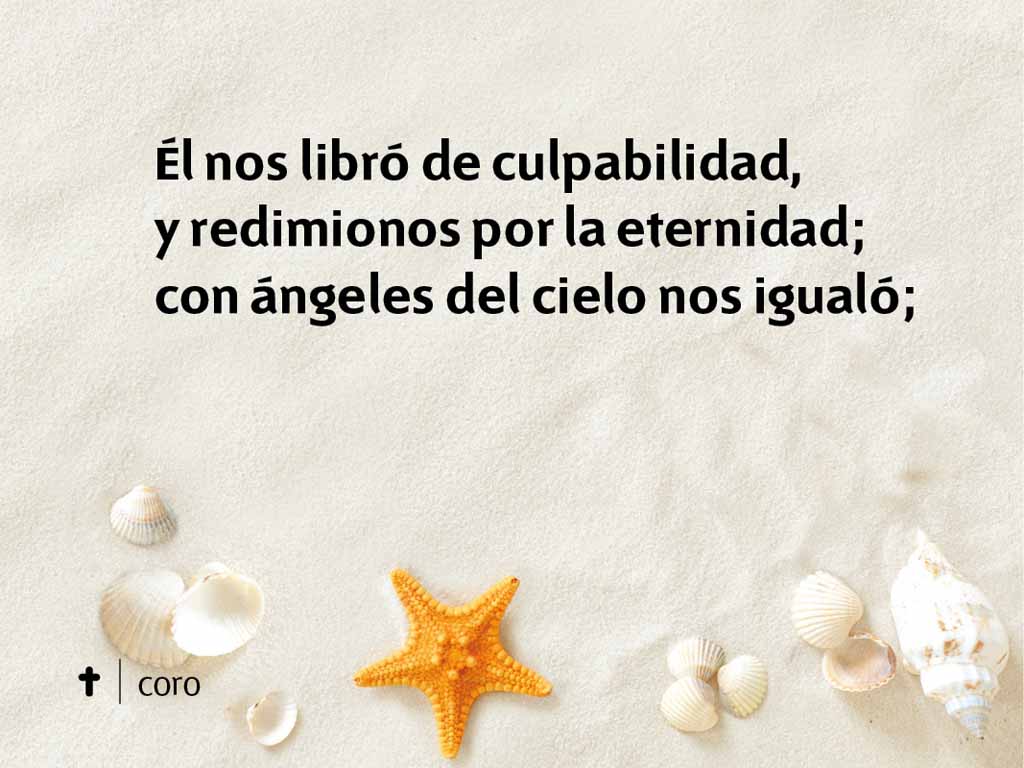 Él nos libró de culpabilidad,
y redimionos por la eternidad;
con ángeles del cielo nos igualó;
coro